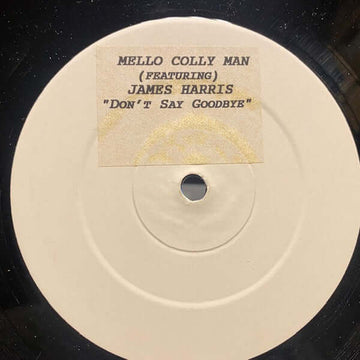 MELLO COLLY MAN
(FEATURING)
JAMES HARRIS
"DON'T SAY GOODBYE"